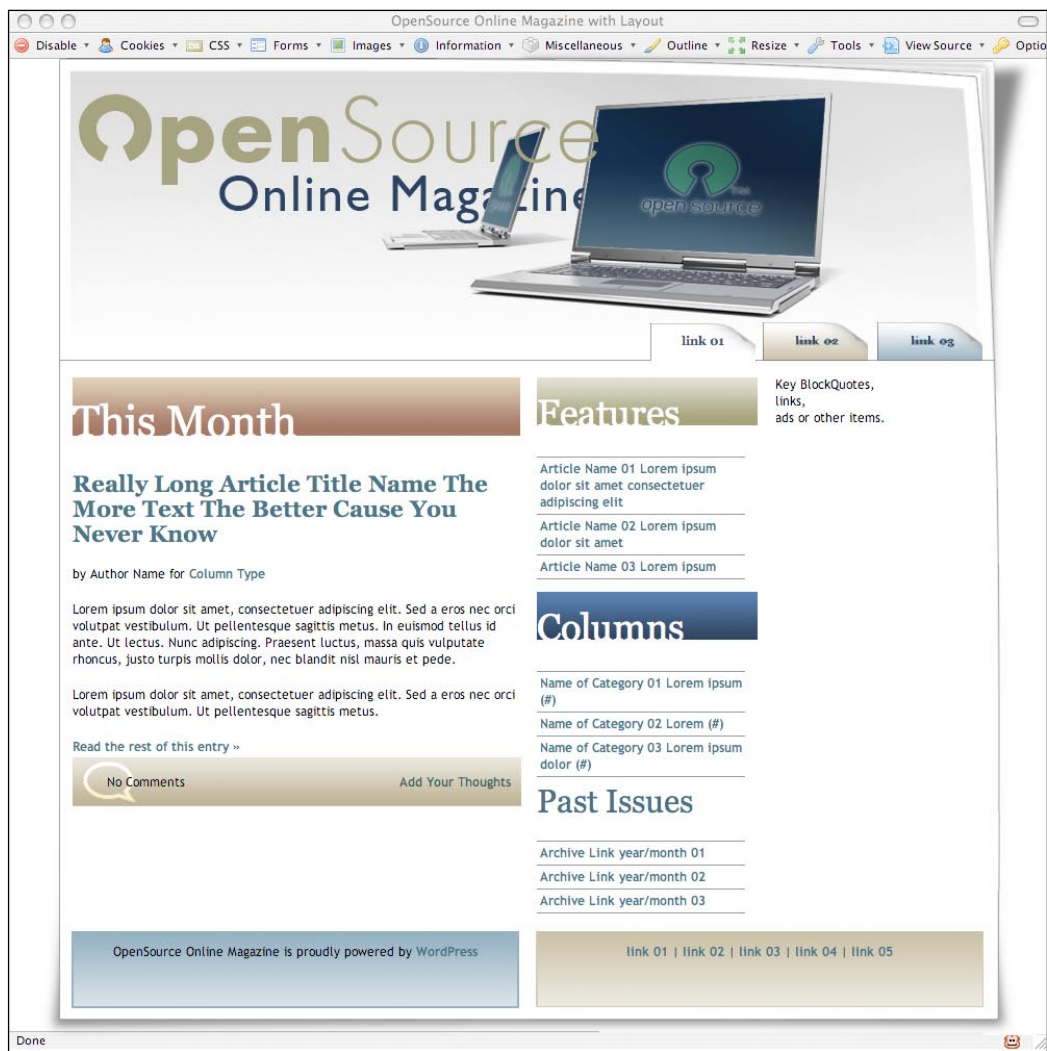 OpenSource Online Magazine with Layout
Disable Cookies CSS Forms Images Information Miscellaneous Outline Resize Tools View Source Optio
OpenSource
Online Magazine
open source
TM
link 01
link 02
link 03
This Month
Really Long Article Title Name The
More Text The Better Cause You
Never Know
by Author Name for Column Type
Lorem ipsum dolor sit amet, consectetuer adipiscing elit. Sed a eros nec orci
volutpat vestibulum. Ut pellentesque sagittis metus. In euismod tellus id
ante. Ut lectus. Nunc adipiscing. Praesent luctus, massa quis vulputate
rhoncus, justo turpis mollis dolor, nec blandit nisl mauris et pede.
Lorem ipsum dolor sit amet, consectetuer adipiscing elit. Sed a eros nec orci
volutpat vestibulum. Ut pellentesque sagittis metus.
Read the rest of this entry »
No Comments
Add Your Thoughts
Features
Article Name 01 Lorem ipsum
dolor sit amet consectetuer
adipiscing elit
Article Name 02 Lorem ipsum
dolor sit amet
Article Name 03 Lorem ipsum
Columns
Name of Category 01 Lorem ipsum
(#)
Name of Category 02 Lorem (#)
Name of Category 03 Lorem ipsum
dolor (#)
Past Issues
Archive Link year/month 01
Archive Link year/month 02
Archive Link year/month 03
Key BlockQuotes,
links,
ads or other items.
OpenSource Online Magazine is proudly powered by WordPress
link 01 | link 02 | link 03 | link 04 | link 05
Done